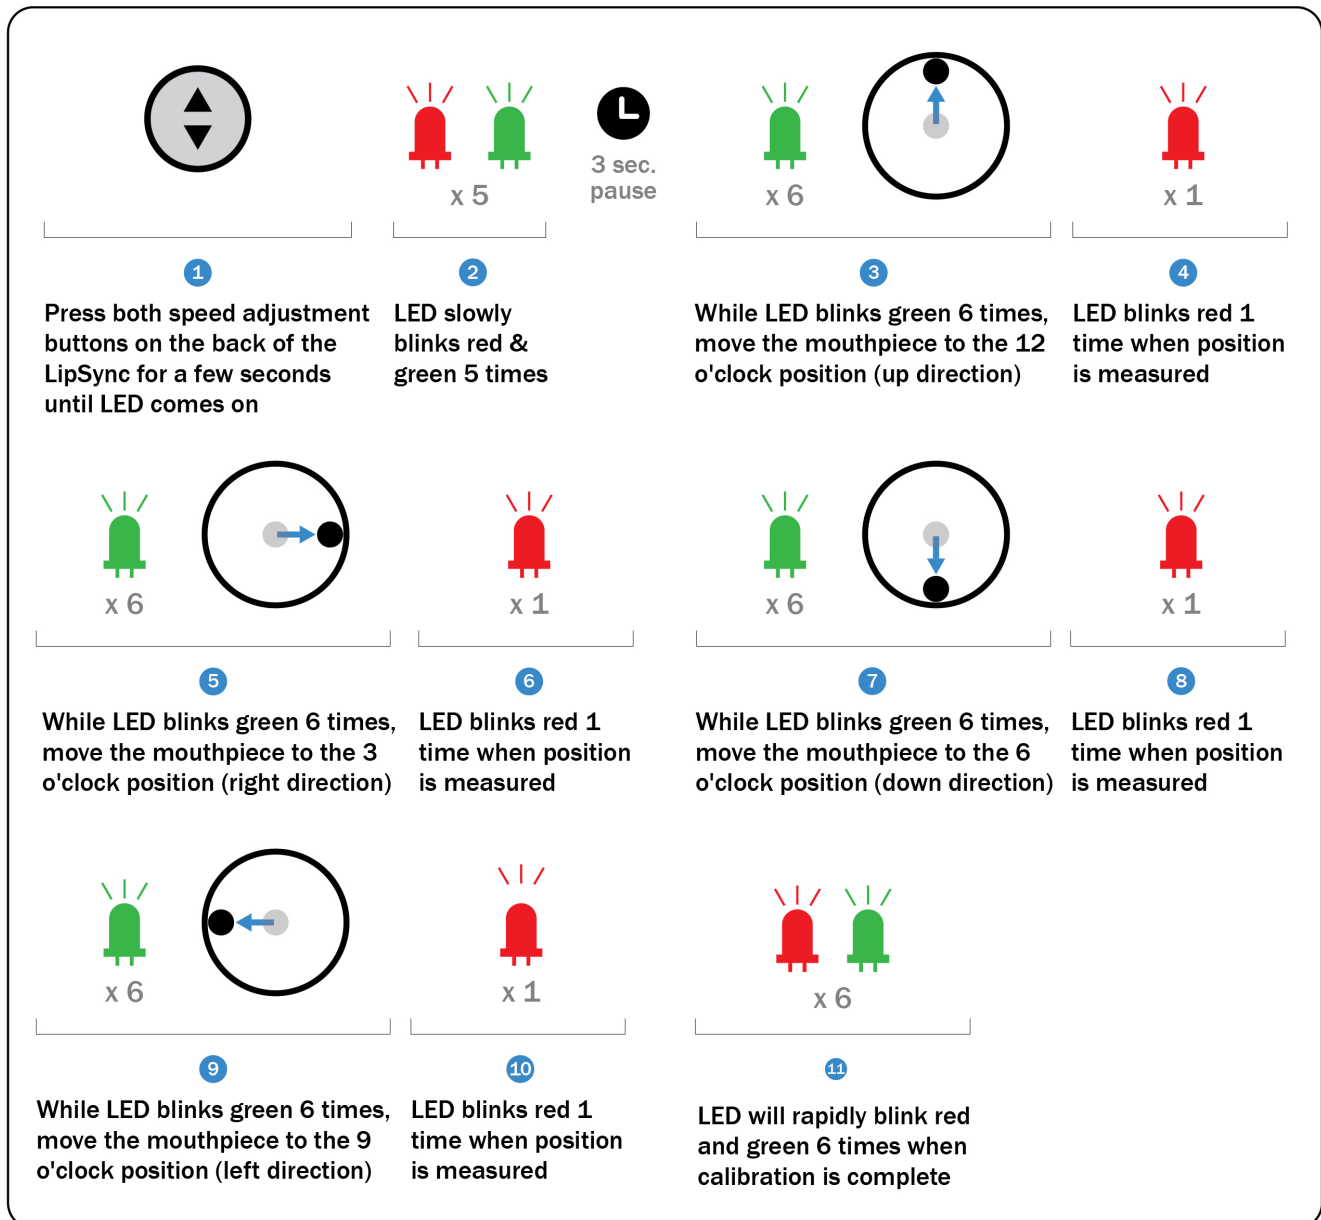 x 5
3 sec.
pause
x 6
x 1
1
Press both speed adjustment
buttons on the back of the
LipSync for a few seconds
until LED comes on
2
LED slowly
blinks red &
green 5 times
3
While LED blinks green 6 times,
move the mouthpiece to the 12
o'clock position (up direction)
4
LED blinks red 1
time when position
is measured
x 6
x 1
x 6
x 1
5
While LED blinks green 6 times,
move the mouthpiece to the 3
o'clock position (right direction)
6
LED blinks red 1
time when position
is measured
7
While LED blinks green 6 times,
move the mouthpiece to the 6
o'clock position (down direction)
8
LED blinks red 1
time when position
is measured
x 6
x 1
x 6
9
While LED blinks green 6 times,
move the mouthpiece to the 9
o'clock position (left direction)
10
LED blinks red 1
time when position
is measured
11
LED will rapidly blink red
and green 6 times when
calibration is complete